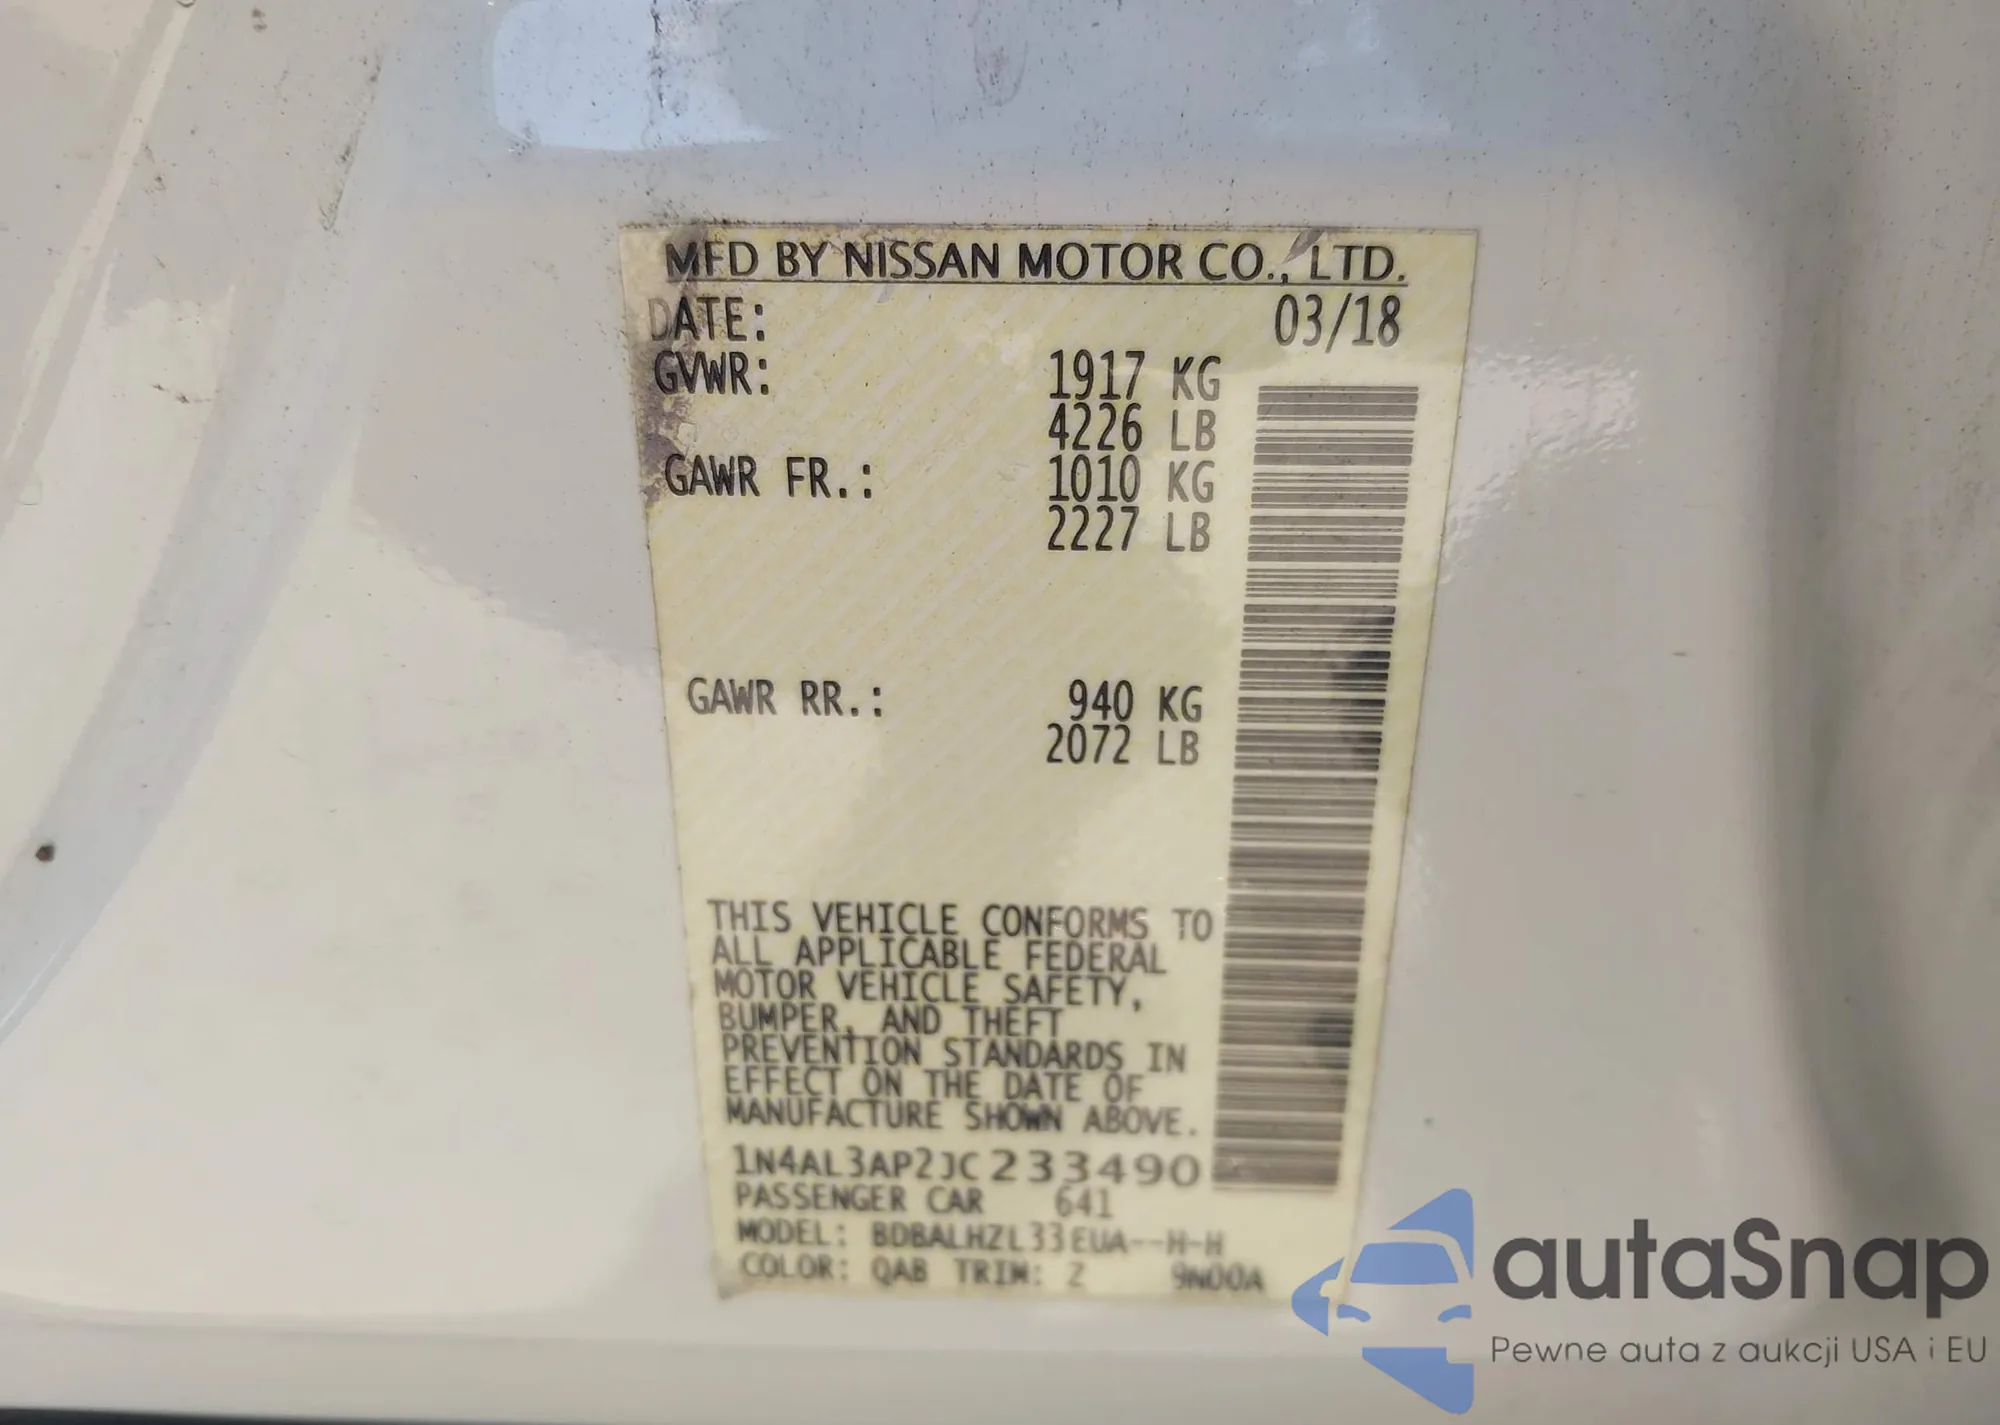 MFD BY NISSAN MOTOR CO., LTD.
DATE: 03/18
GVWR: 1917 KG
4226 LB
GAWR FR.: 1010 KG
2227 LB
GAWR RR.: 940 KG
2072 LB
THIS VEHICLE CONFORMS TO
ALL APPLICABLE FEDERAL
MOTOR VEHICLE SAFETY,
BUMPER, AND THEFT
PREVENTION STANDARDS IN
EFFECT ON THE DATE OF
MANUFACTURE SHOWN ABOVE.
1N4AL3AP2JC233490
PASSENGER CAR 641
MODEL: BDBALHZL33EUA--H-H
COLOR: QAB TRIM: Z 9N00A
autaSnap
Pewne auta z aukcji USA i EU